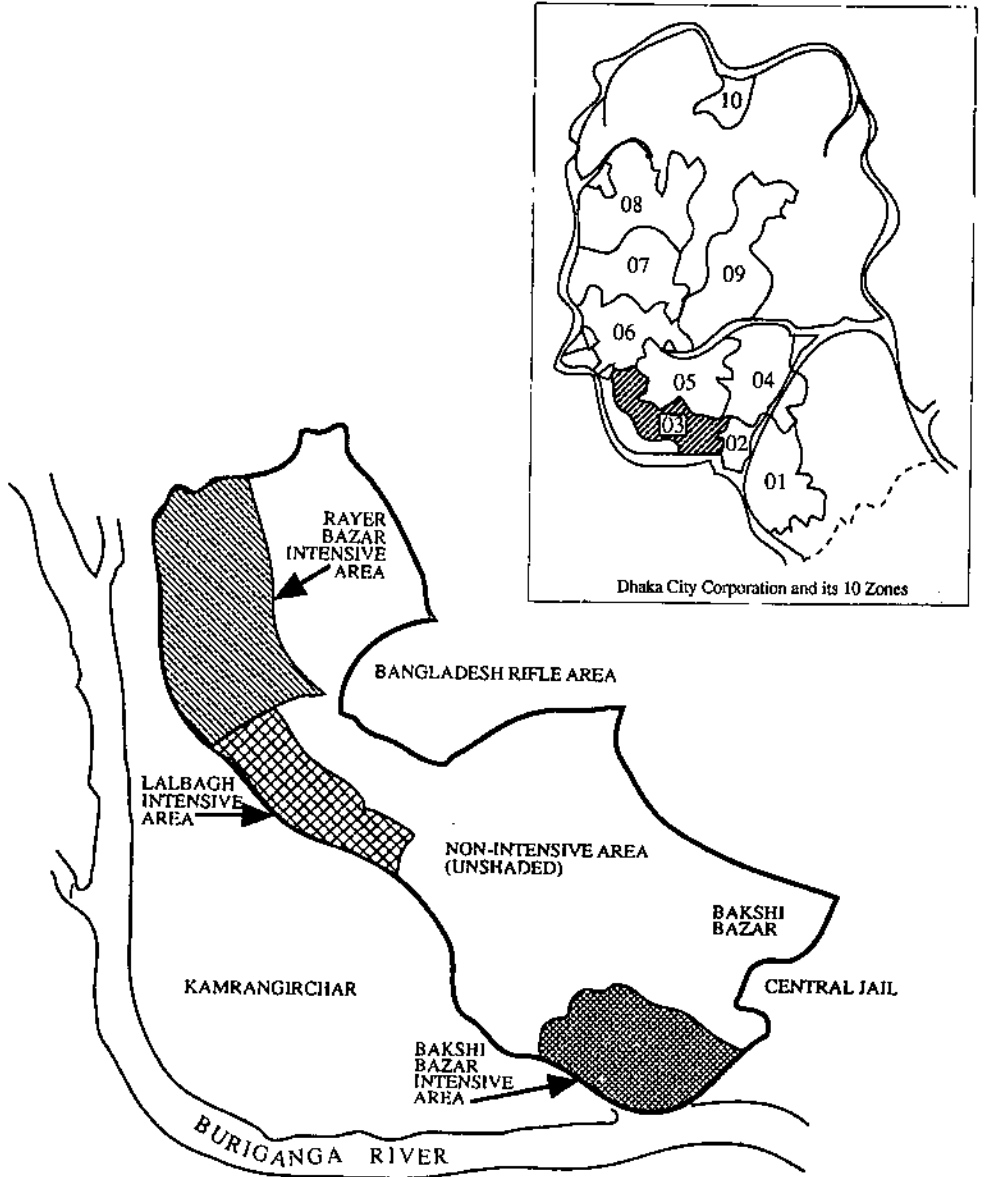 10
08
07
09
06
05
04
03
02
01
Dhaka City Corporation and its 10 Zones
RAYER
BAZAR
INTENSIVE
AREA
BANGLADESH RIFLE AREA
LALBAGH
INTENSIVE
AREA
NON-INTENSIVE AREA
(UNSHADED)
BAKSHI
BAZAR
KAMRANGIRCHAR
CENTRAL JAIL
BAKSHI
BAZAR
INTENSIVE
AREA
BURIGANGA RIVER